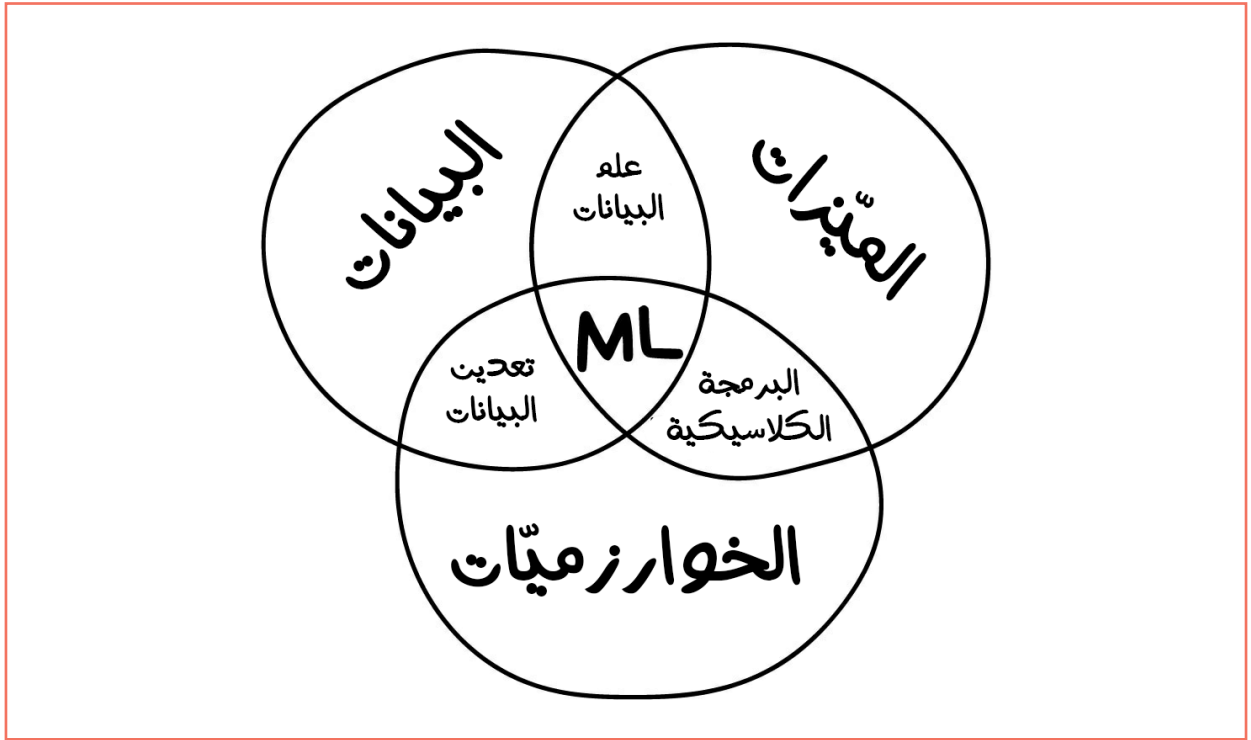 البيانات
الميّزات
علم
البيانات
ML
تعدين
البيانات
البرمجة
الكلاسيكية
الخوارزميّات